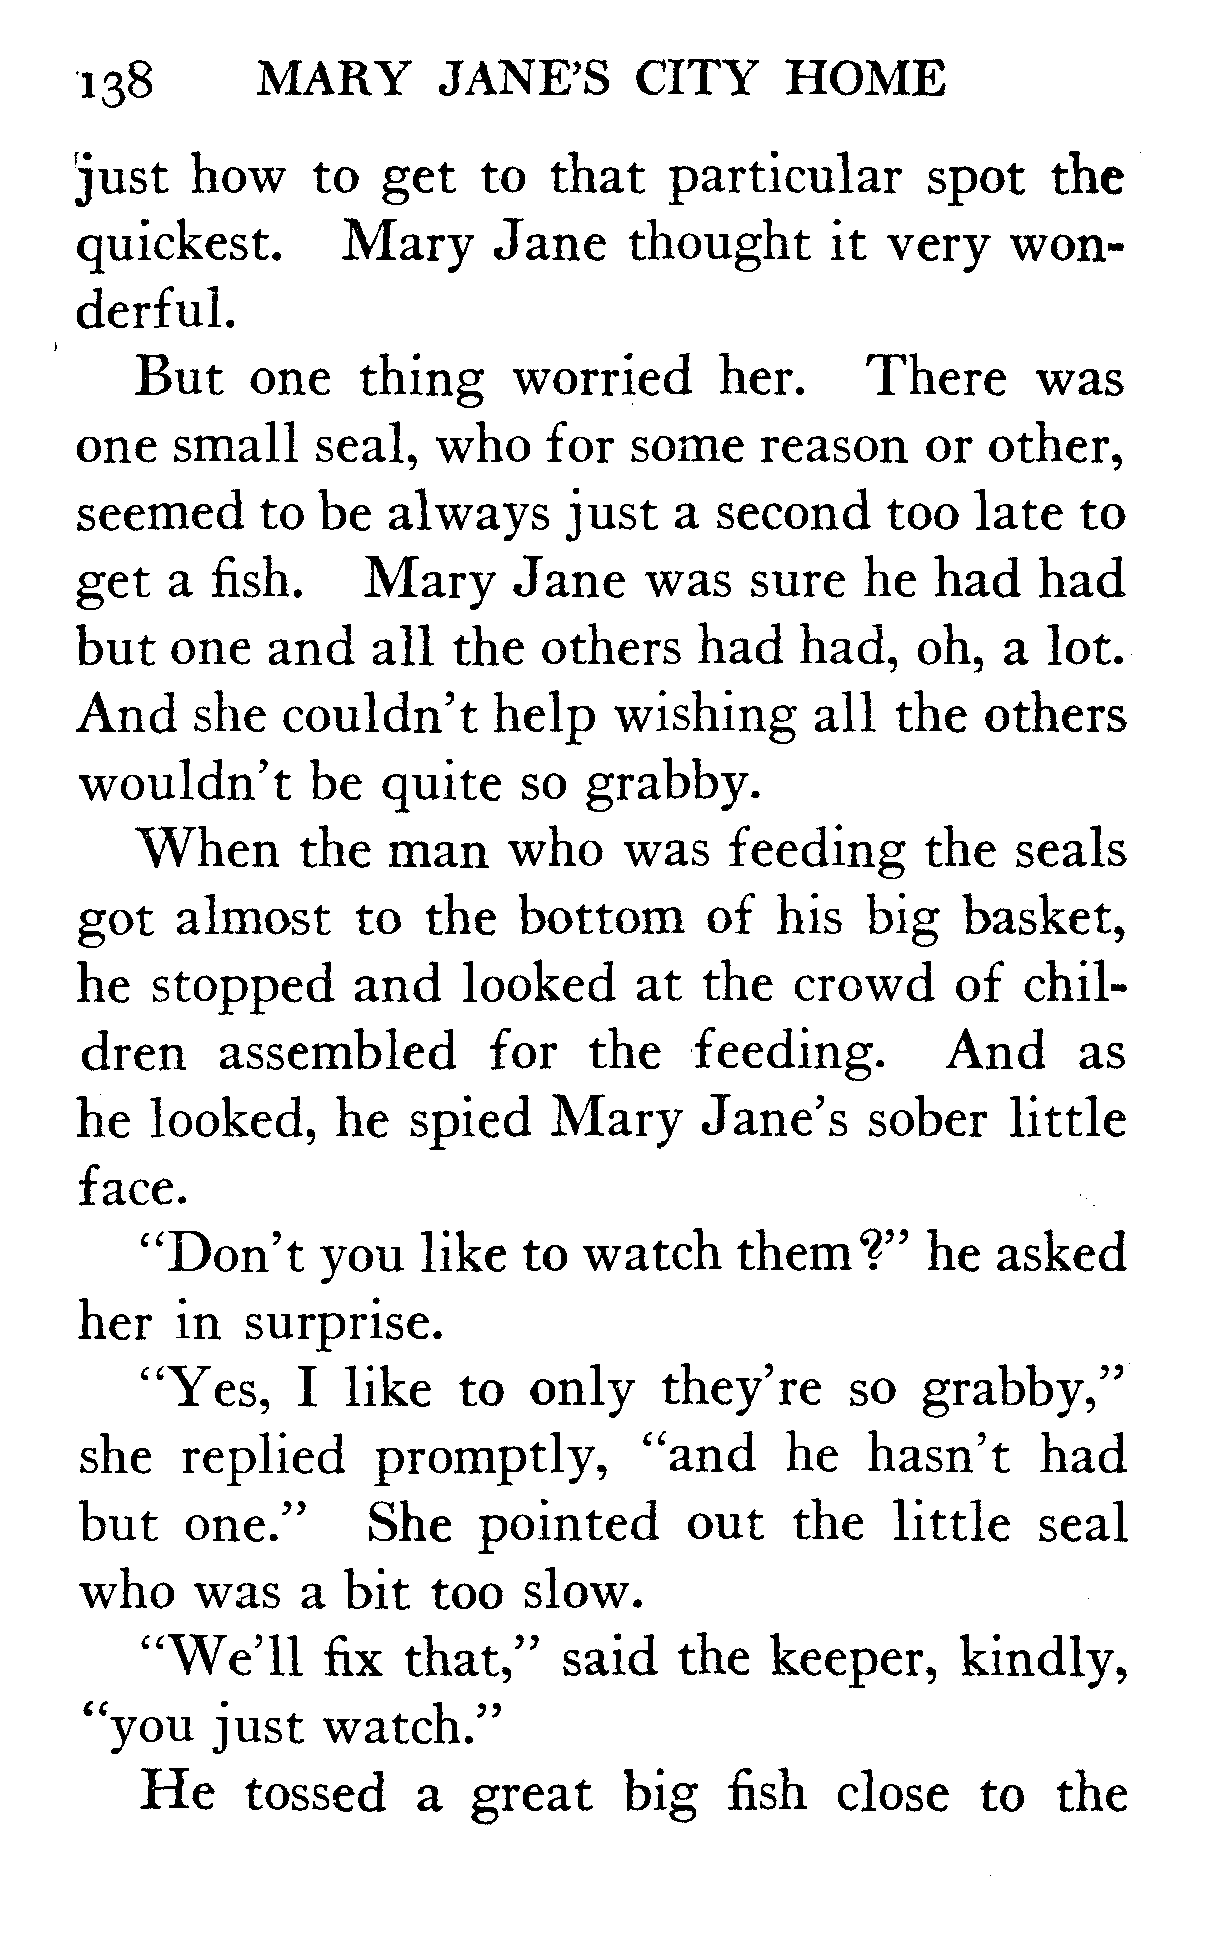 138 MARY JANE'S CITY HOME
just how to get to that particular spot the
quickest. Mary Jane thought it very won-
derful.
But one thing worried her. There was
one small seal, who for some reason or other,
seemed to be always just a second too late to
get a fish. Mary Jane was sure he had had
but one and all the others had had, oh, a lot.
And she couldn't help wishing all the others
wouldn't be quite so grabby.
When the man who was feeding the seals
got almost to the bottom of his big basket,
he stopped and looked at the crowd of chil-
dren assembled for the feeding. And as
he looked, he spied Mary Jane's sober little
face.
"Don't you like to watch them?" he asked
her in surprise.
"Yes, I like to only they're so grabby,"
she replied promptly, "and he hasn't had
but one." She pointed out the little seal
who was a bit too slow.
"We'll fix that," said the keeper, kindly,
"you just watch."
He tossed a great big fish close to the